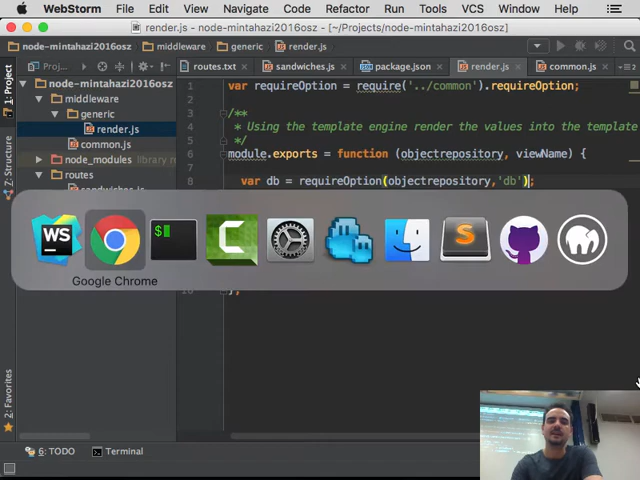 WebStorm File Edit View Navigate Code Refactor Run Tools VCS Window Help
render.js - node-mintahazi2016osz - [~/Projects/node-mintahazi2016osz]
node-mintahazi2016osz middleware generic render.js
1: Project
Proj... routes.txt sandwiches.js package.json render.js common.js
node-mintahazi2016osz
middleware
generic
render.js
common.js
node_modules library r
routes
1 var requireOption = require('../common').requireOption;
2
3 /**
4 * Using the template engine render the values into the template
5 */
6 module.exports = function (objectrepository, viewName) {
7
8 var db = requireOption(objectrepository,'db');
7: Structure
WS
$
C
S
Google Chrome
};
2: Favorites
6: TODO Terminal